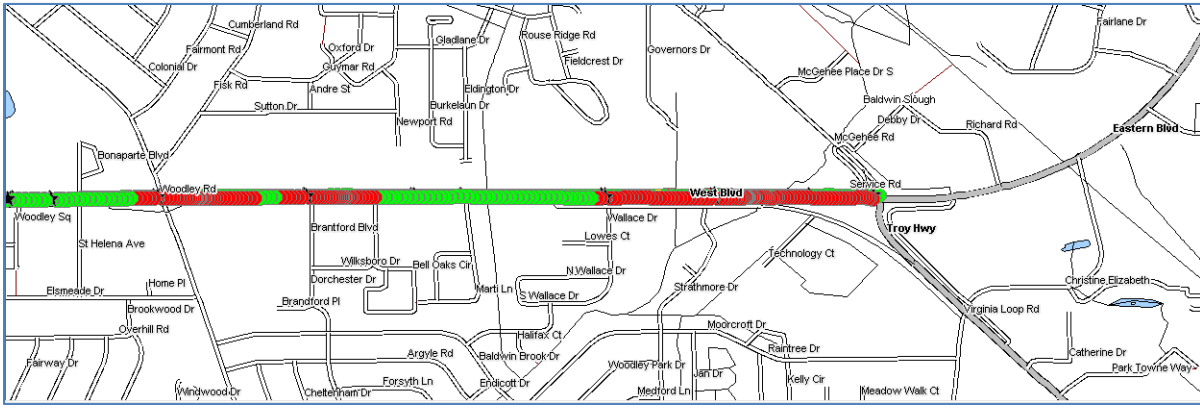 Cumberland Rd
Fairlane Dr
Rouse Ridge Rd
Gladlane Dr
Fairmont Rd
Oxford Dr
Governors Dr
Fieldcrest Dr
Colonial Dr
Guymar Rd
McGehee Place Dr S
Fisk Rd
Andre St
Eldington Dr
Sutton Dr
Burkelaun Dr
Baldwin Slough
Newport Rd
Debby Dr
Richard Rd
Eastern Blvd
McGehee Rd
Bonaparte Blvd
Service Rd
Woodley Rd
West Blvd
Woodley Sq
Wallace Dr
Brantford Blvd
Troy Hwy
Lowes Ct
St Helena Ave
Technology Ct
Wilksboro Dr
Bell Oaks Cir
N Wallace Dr
Dorchester Dr
Christine Elizabeth
Home Pl
Strathmore Dr
Elsmeade Dr
Marti Ln
S Wallace Dr
Brandford Pl
Brookwood Dr
Virginia Loop Rd
Overhill Rd
Moorcroft Dr
Halifax Ct
Raintree Dr
Argyle Rd
Baldwin Brook Dr
Catherine Dr
Fairway Dr
Woodley Park Dr
Park Towne Way
Jan Dr
Forsyth Ln
Endicott Dr
Kelly Cir
Windwood Dr
Cheltenham Dr
Medford Ln
Meadow Walk Ct